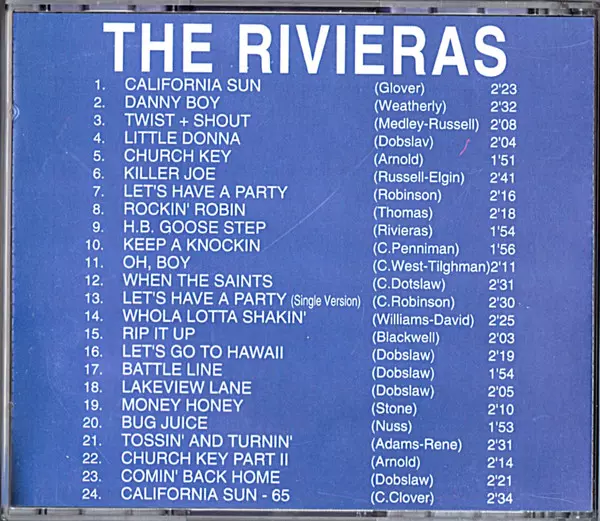 THE RIVIERAS
1. CALIFORNIA SUN (Glover) 2'23
2. DANNY BOY (Weatherly) 2'32
3. TWIST + SHOUT (Medley-Russell) 2'08
4. LITTLE DONNA (Dobslav) 2'04
5. CHURCH KEY (Arnold) 1'51
6. KILLER JOE (Russell-Elgin) 2'41
7. LET'S HAVE A PARTY (Robinson) 2'16
8. ROCKIN' ROBIN (Thomas) 2'18
9. H.B. GOOSE STEP (Rivieras) 1'54
10. KEEP A KNOCKIN (C.Penniman) 1'56
11. OH, BOY (C.West-Tilghman) 2'11
12. WHEN THE SAINTS (C.Dotslaw) 2'31
13. LET'S HAVE A PARTY (Single Version) (C.Robinson) 2'30
14. WHOLA LOTTA SHAKIN' (Williams-David) 2'25
15. RIP IT UP (Blackwell) 2'03
16. LET'S GO TO HAWAII (Dobslaw) 2'19
17. BATTLE LINE (Dobslaw) 1'54
18. LAKEVIEW LANE (Dobslaw) 2'05
19. MONEY HONEY (Stone) 2'10
20. BUG JUICE (Nuss) 1'53
21. TOSSIN' AND TURNIN' (Adams-Rene) 2'31
22. CHURCH KEY PART II (Arnold) 2'14
23. COMIN' BACK HOME (Dobslaw) 2'21
24. CALIFORNIA SUN - 65 (C.Clover) 2'34